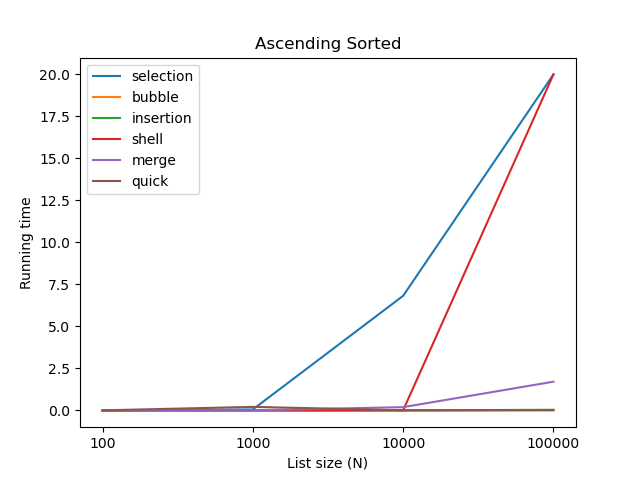 Ascending Sorted
20.0
17.5
15.0
12.5
10.0
7.5
5.0
2.5
0.0
Running time
selection
bubble
insertion
shell
merge
quick
100 1000 10000 100000
List size (N)